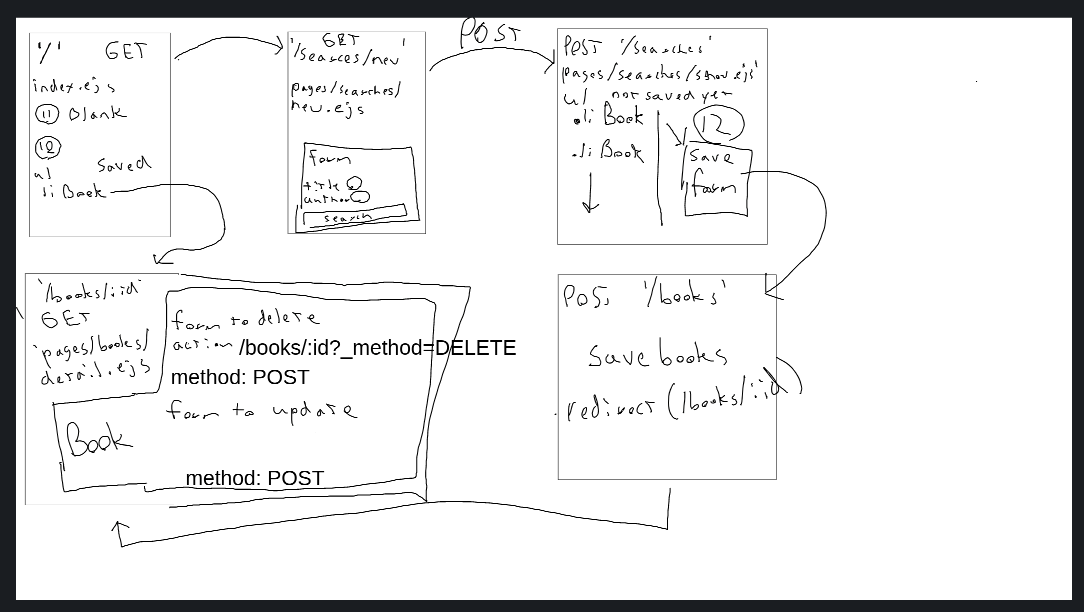 '/' GET
index.ejs
11 blank
12
ul saved
li Book
GET
'/searces/new'
pages/searches/
new.ejs
form
title
author
search
POST
POST '/searches'
pages/searches/show.ejs'
ul not saved yet
.li Book
.li Book
12
save
form
'/books/:id'
GET
'pages/books/
detail.ejs
Book
form to delete
action /books/:id?_method=DELETE
method: POST
form to update
method: POST
POST '/books'
save books
redirect (/books/:id)